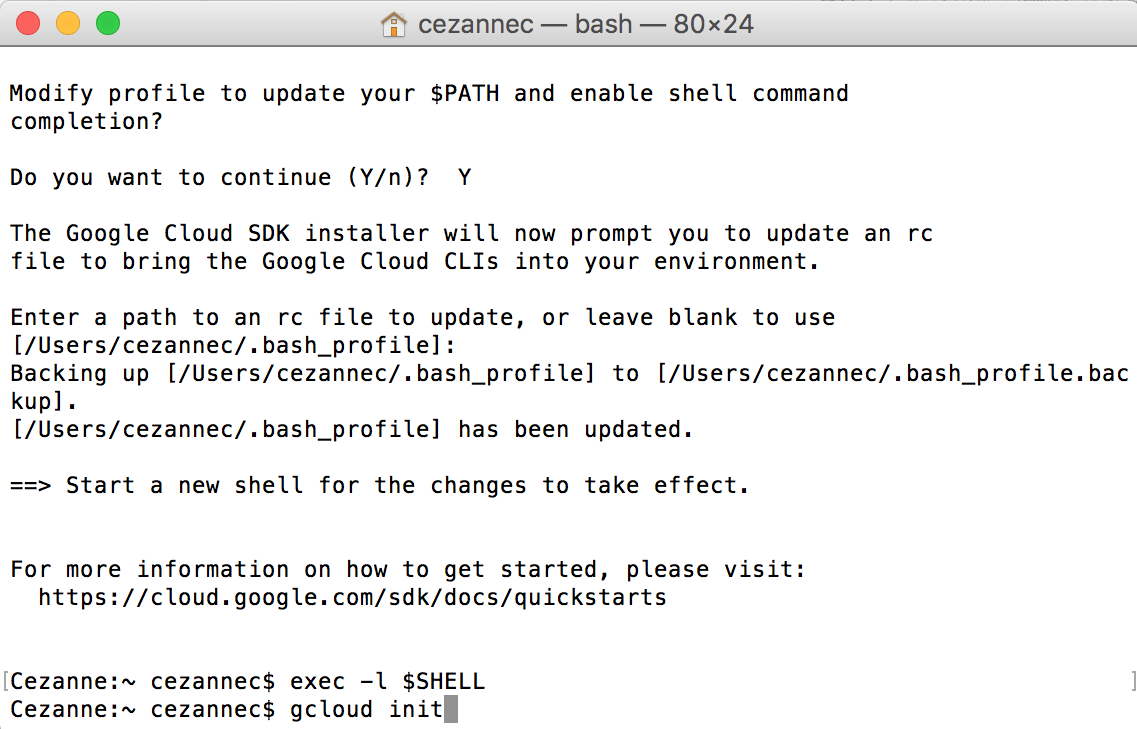 cezannec — bash — 80×24
Modify profile to update your $PATH and enable shell command
completion?
Do you want to continue (Y/n)?  Y
The Google Cloud SDK installer will now prompt you to update an rc
file to bring the Google Cloud CLIs into your environment.
Enter a path to an rc file to update, or leave blank to use
[/Users/cezannec/.bash_profile]:
Backing up [/Users/cezannec/.bash_profile] to [/Users/cezannec/.bash_profile.bac
kup].
[/Users/cezannec/.bash_profile] has been updated.
==> Start a new shell for the changes to take effect.
For more information on how to get started, please visit:
  https://cloud.google.com/sdk/docs/quickstarts
[Cezanne:~ cezannec$ exec -l $SHELL ]
Cezanne:~ cezannec$ gcloud init